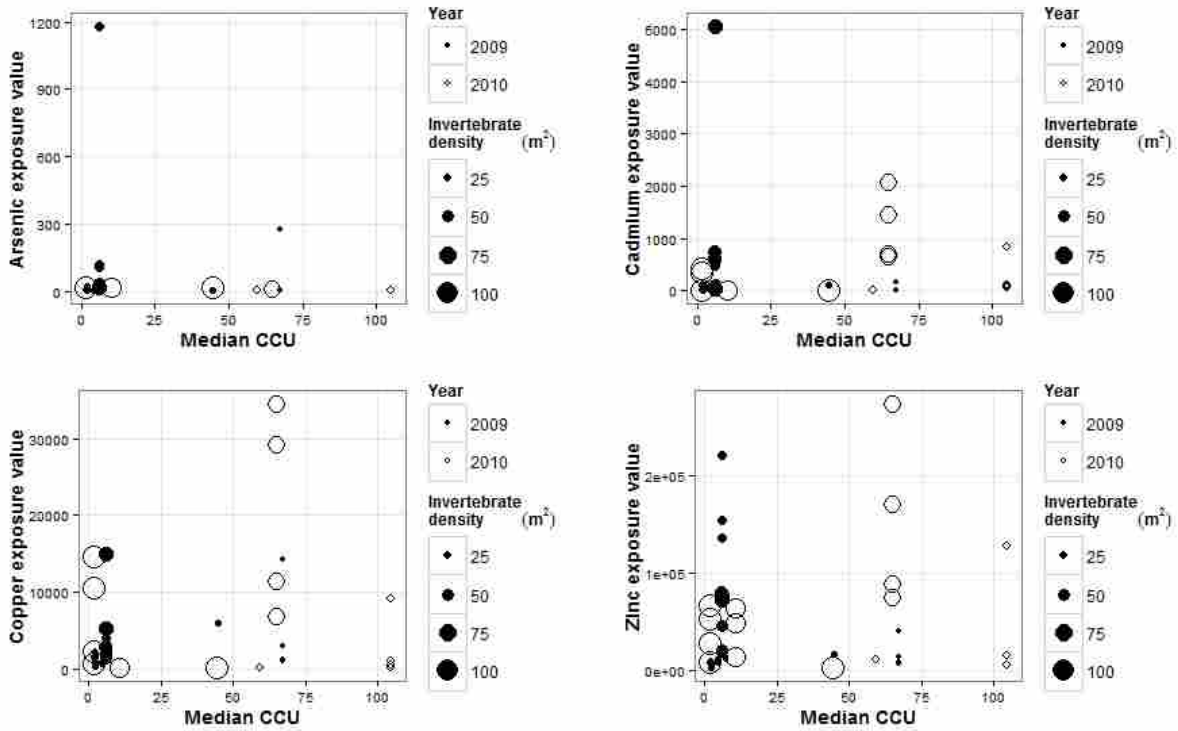 Arsenic exposure value
1200
900
600
300
0
0 25 50 75 100
Median CCU
Year
2009
2010
Invertebrate
density (m²)
25
50
75
100
Cadmium exposure value
6000
5000
4000
3000
2000
1000
0
0 25 50 75 100
Median CCU
Year
2009
2010
Invertebrate
density (m²)
25
50
75
100
Copper exposure value
30000
20000
10000
0
0 25 50 75 100
Median CCU
Year
2009
2010
Invertebrate
density (m²)
25
50
75
100
Zinc exposure value
2e+05
1e+05
0e+00
0 25 50 75 100
Median CCU
Year
2009
2010
Invertebrate
density (m²)
25
50
75
100